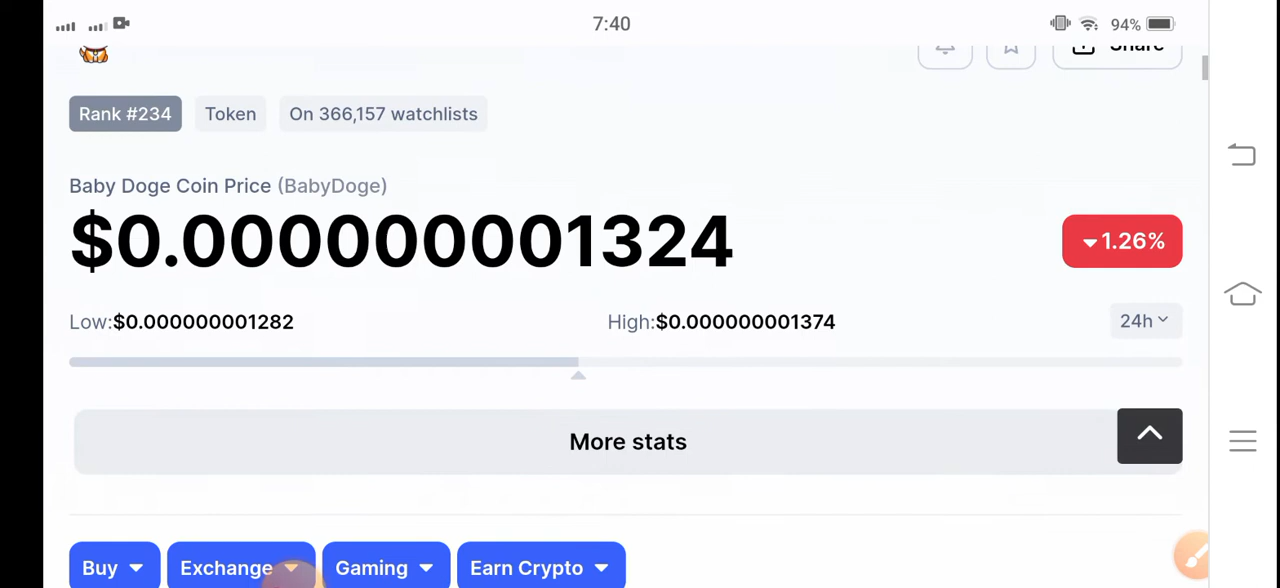 7:40
94%
Share
Rank #234 Token On 366,157 watchlists
Baby Doge Coin Price (BabyDoge)
$0.000000001324
1.26%
Low:$0.000000001282 High:$0.000000001374 24h
More stats
Buy Exchange Gaming Earn Crypto